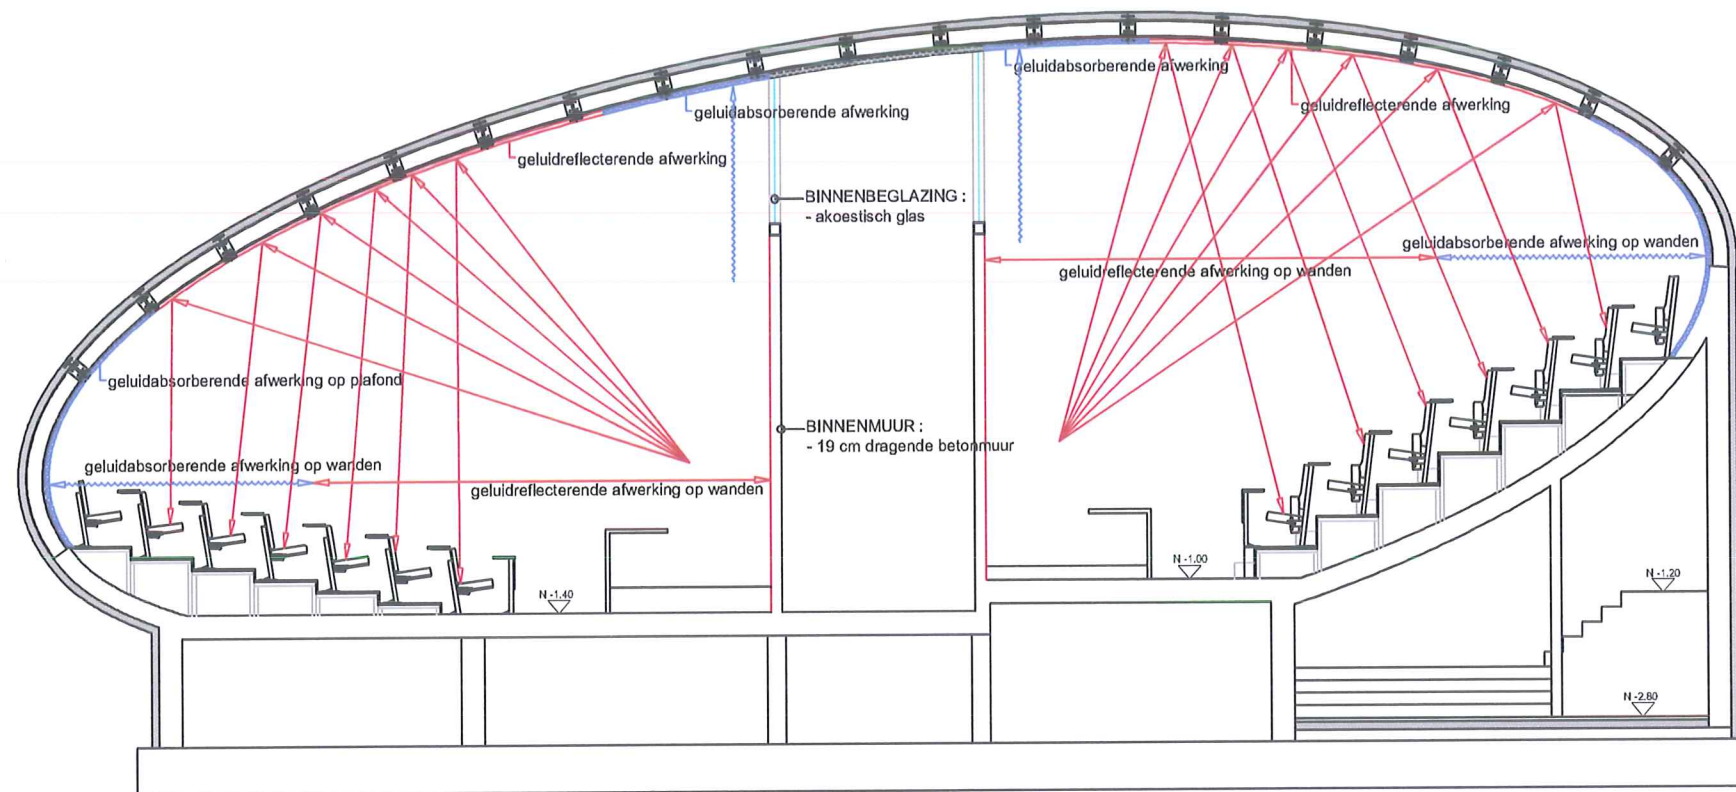 geluidabsorberende afwerking
geluidabsorberende afwerking
geluidreflecterende afwerking
geluidreflecterende afwerking
BINNENBEGLAZING :
- akoestisch glas
geluidabsorberende afwerking op wanden
geluidreflecterende afwerking op wanden
geluidabsorberende afwerking op plafond
BINNENMUUR :
- 19 cm dragende betonmuur
geluidabsorberende afwerking op wanden
geluidreflecterende afwerking op wanden
N -1.00
N -1.20
N -1.40
N -2.80